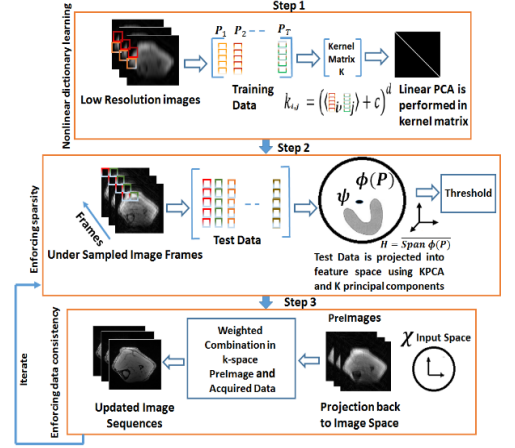 Step 1
Nonlinear dictionary learning
P1 P2 PT
Low Resolution images
Training
Data
Kernel
Matrix
K
Linear PCA is
performed in
kernel matrix
k i,j = (⟨ i, j ⟩ + c)^d
Step 2
Enforcing sparsity
Frames
Under Sampled Image Frames
Test Data
ψ ϕ(P)
H = Span ϕ(P)
Threshold
Test Data is projected into
feature space using KPCA
and K principal components
Step 3
Iterate
Enforcing data consistency
Updated Image
Sequences
Weighted
Combination in
k-space
PreImage and
Acquired Data
PreImages
Projection back
to Image Space
χ Input Space